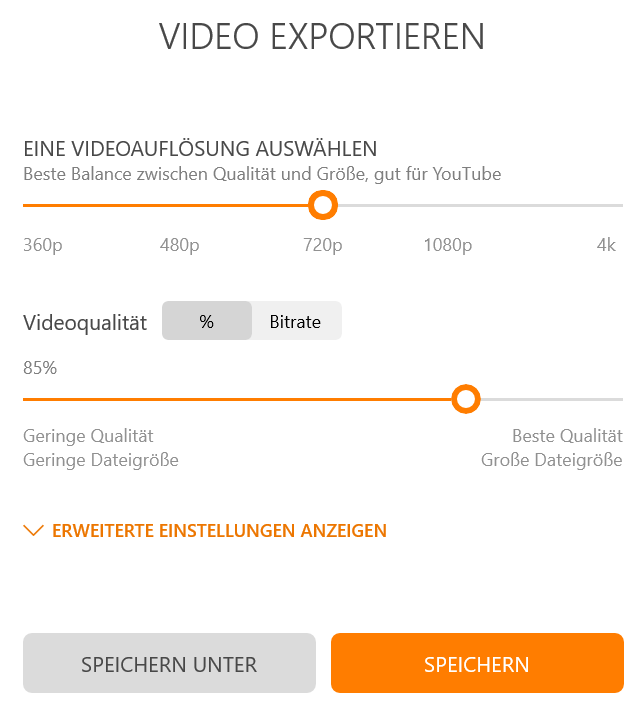 VIDEO EXPORTIEREN
EINE VIDEOAUFLÖSUNG AUSWÄHLEN
Beste Balance zwischen Qualität und Größe, gut für YouTube
360p 480p 720p 1080p 4k
Videoqualität % Bitrate
85%
Geringe Qualität Beste Qualität
Geringe Dateigröße Große Dateigröße
ERWEITERTE EINSTELLUNGEN ANZEIGEN
SPEICHERN UNTER SPEICHERN